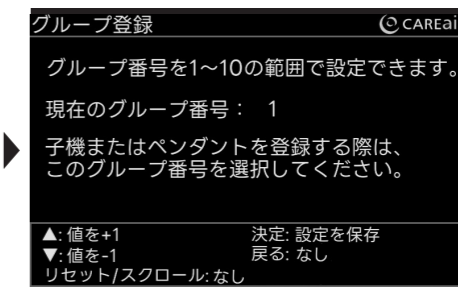 グループ登録 CAREai
グループ番号を1～10の範囲で設定できます。
現在のグループ番号： 1
子機またはペンダントを登録する際は、
このグループ番号を選択してください。
▲: 値を+1 決定: 設定を保存
▼: 値を-1 戻る: なし
リセット/スクロール: なし